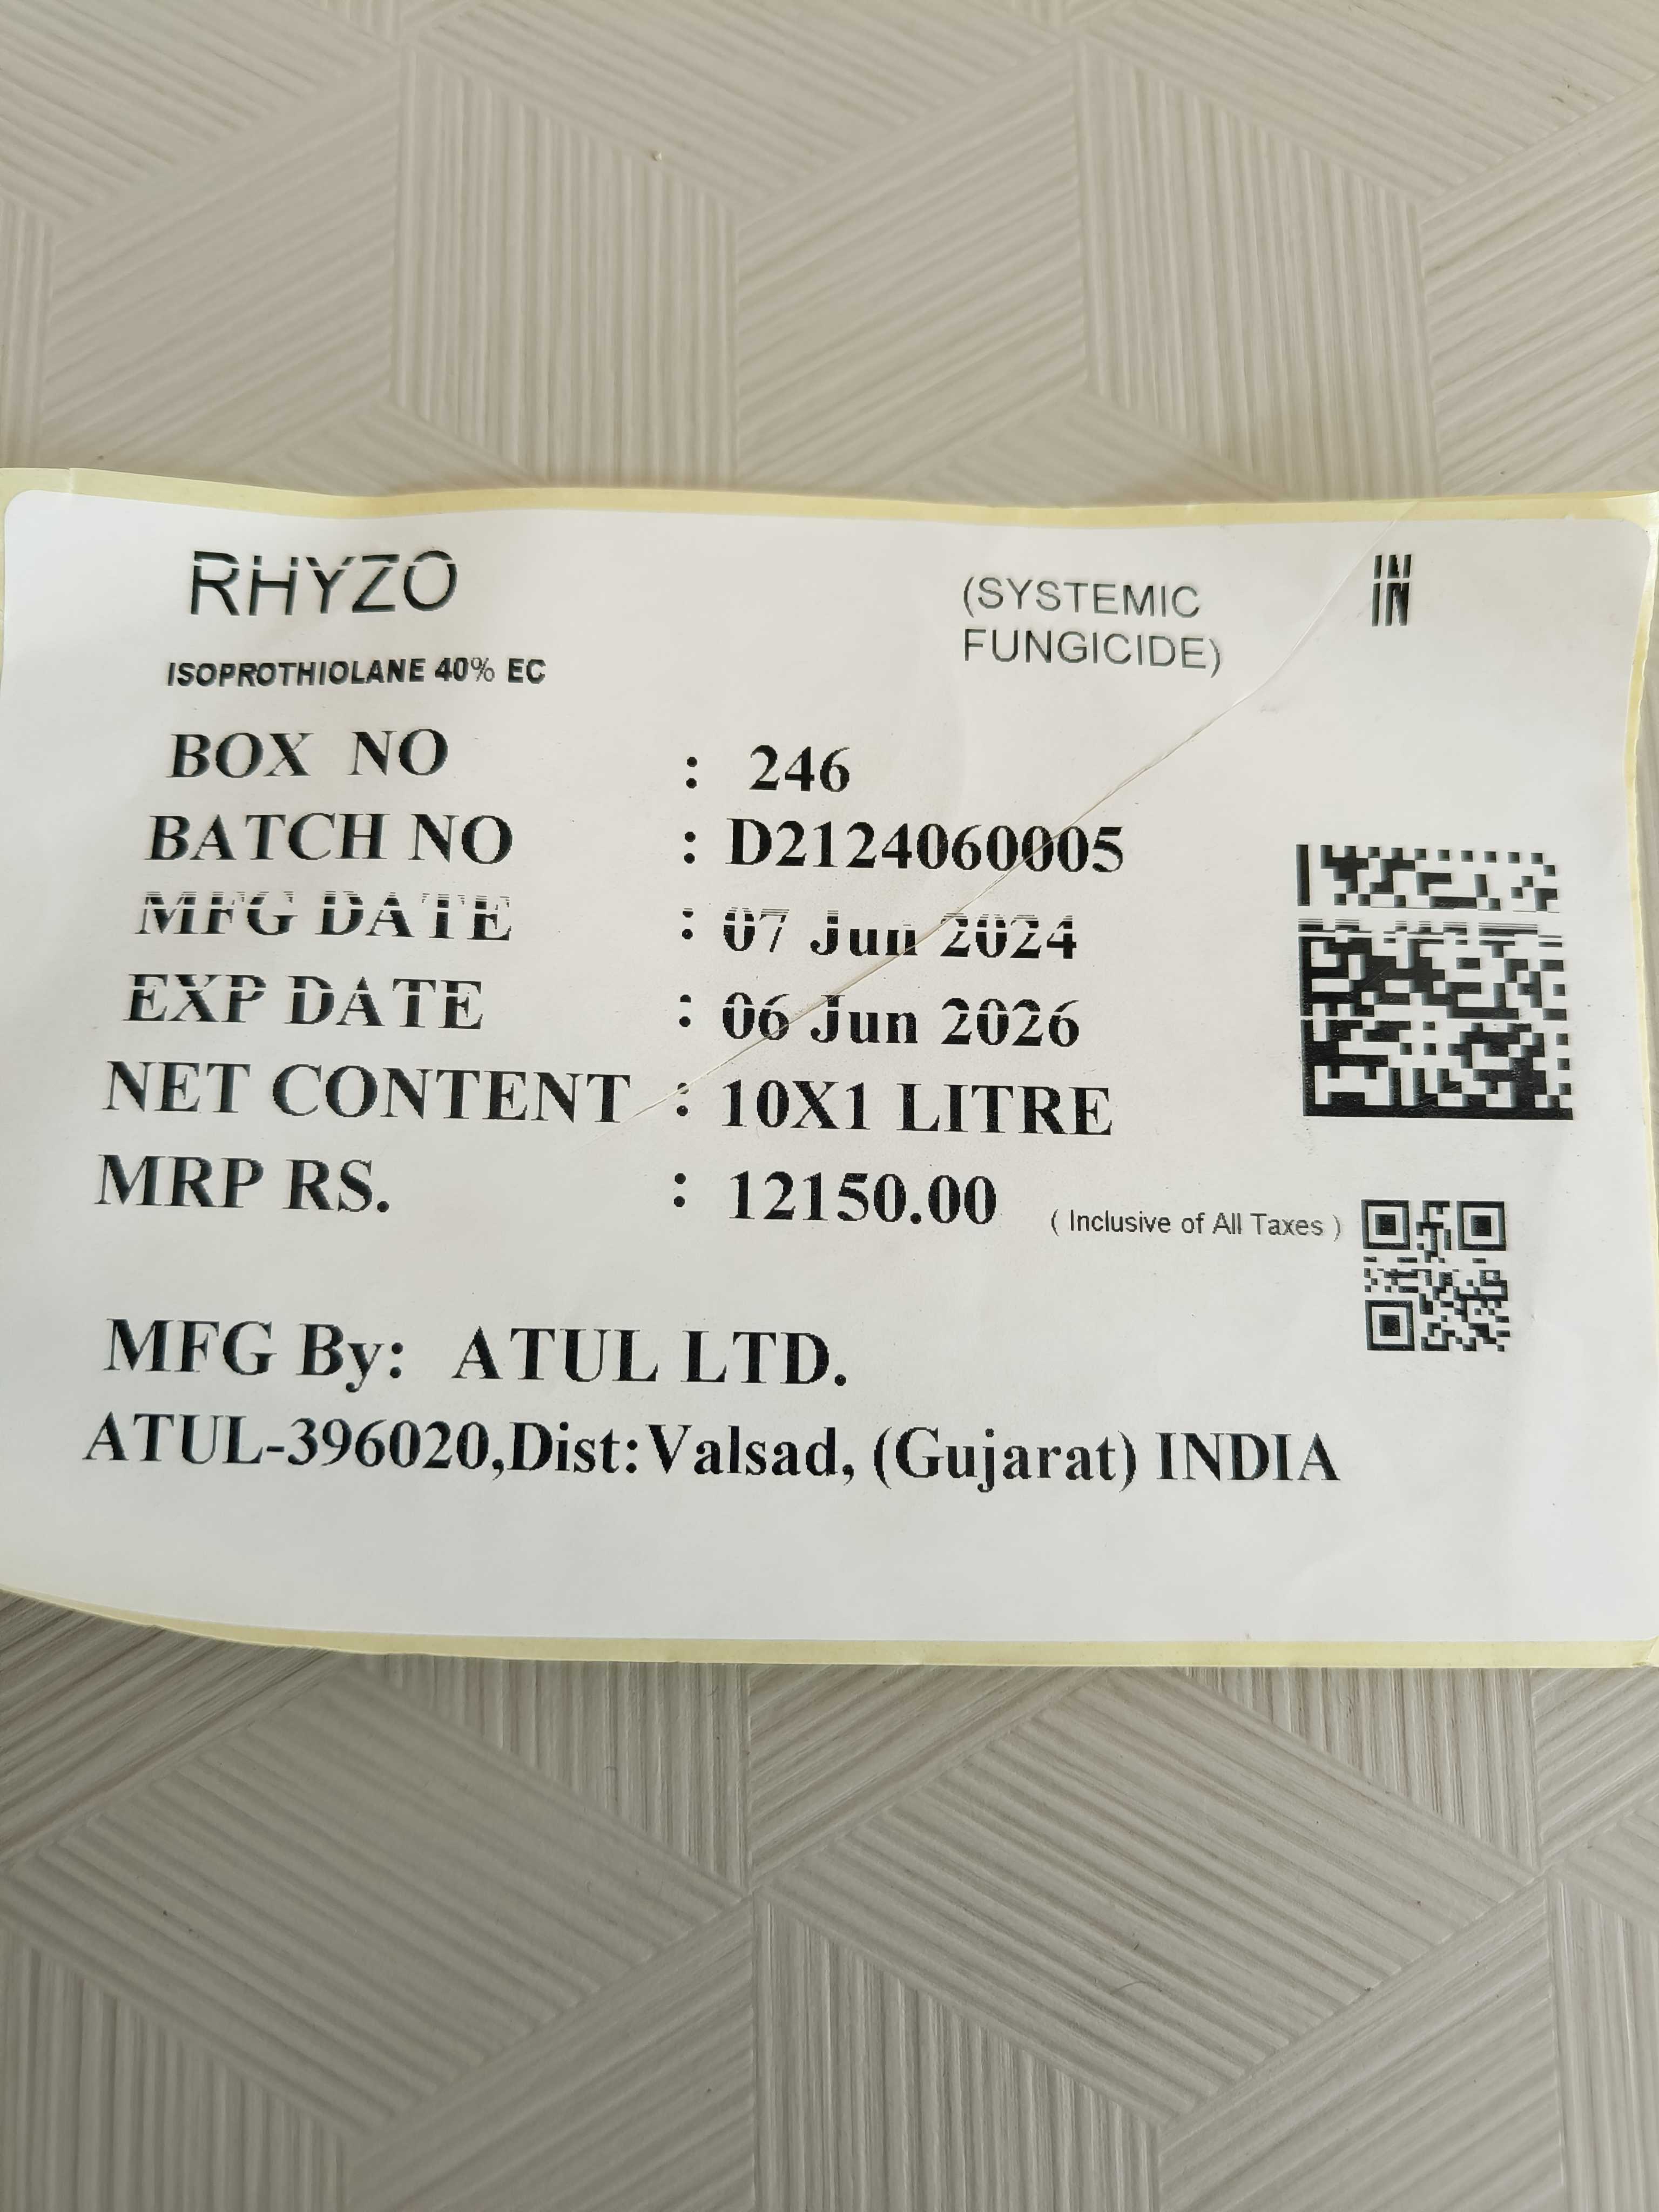 RHYZO
(SYSTEMIC
FUNGICIDE)
IN
ISOPROTHIOLANE 40% EC
BOX NO : 246
BATCH NO : D2124060005
MFG DATE : 07 Jun 2024
EXP DATE : 06 Jun 2026
NET CONTENT : 10X1 LITRE
MRP RS. : 12150.00 ( Inclusive of All Taxes )
MFG By: ATUL LTD.
ATUL-396020,Dist:Valsad, (Gujarat) INDIA